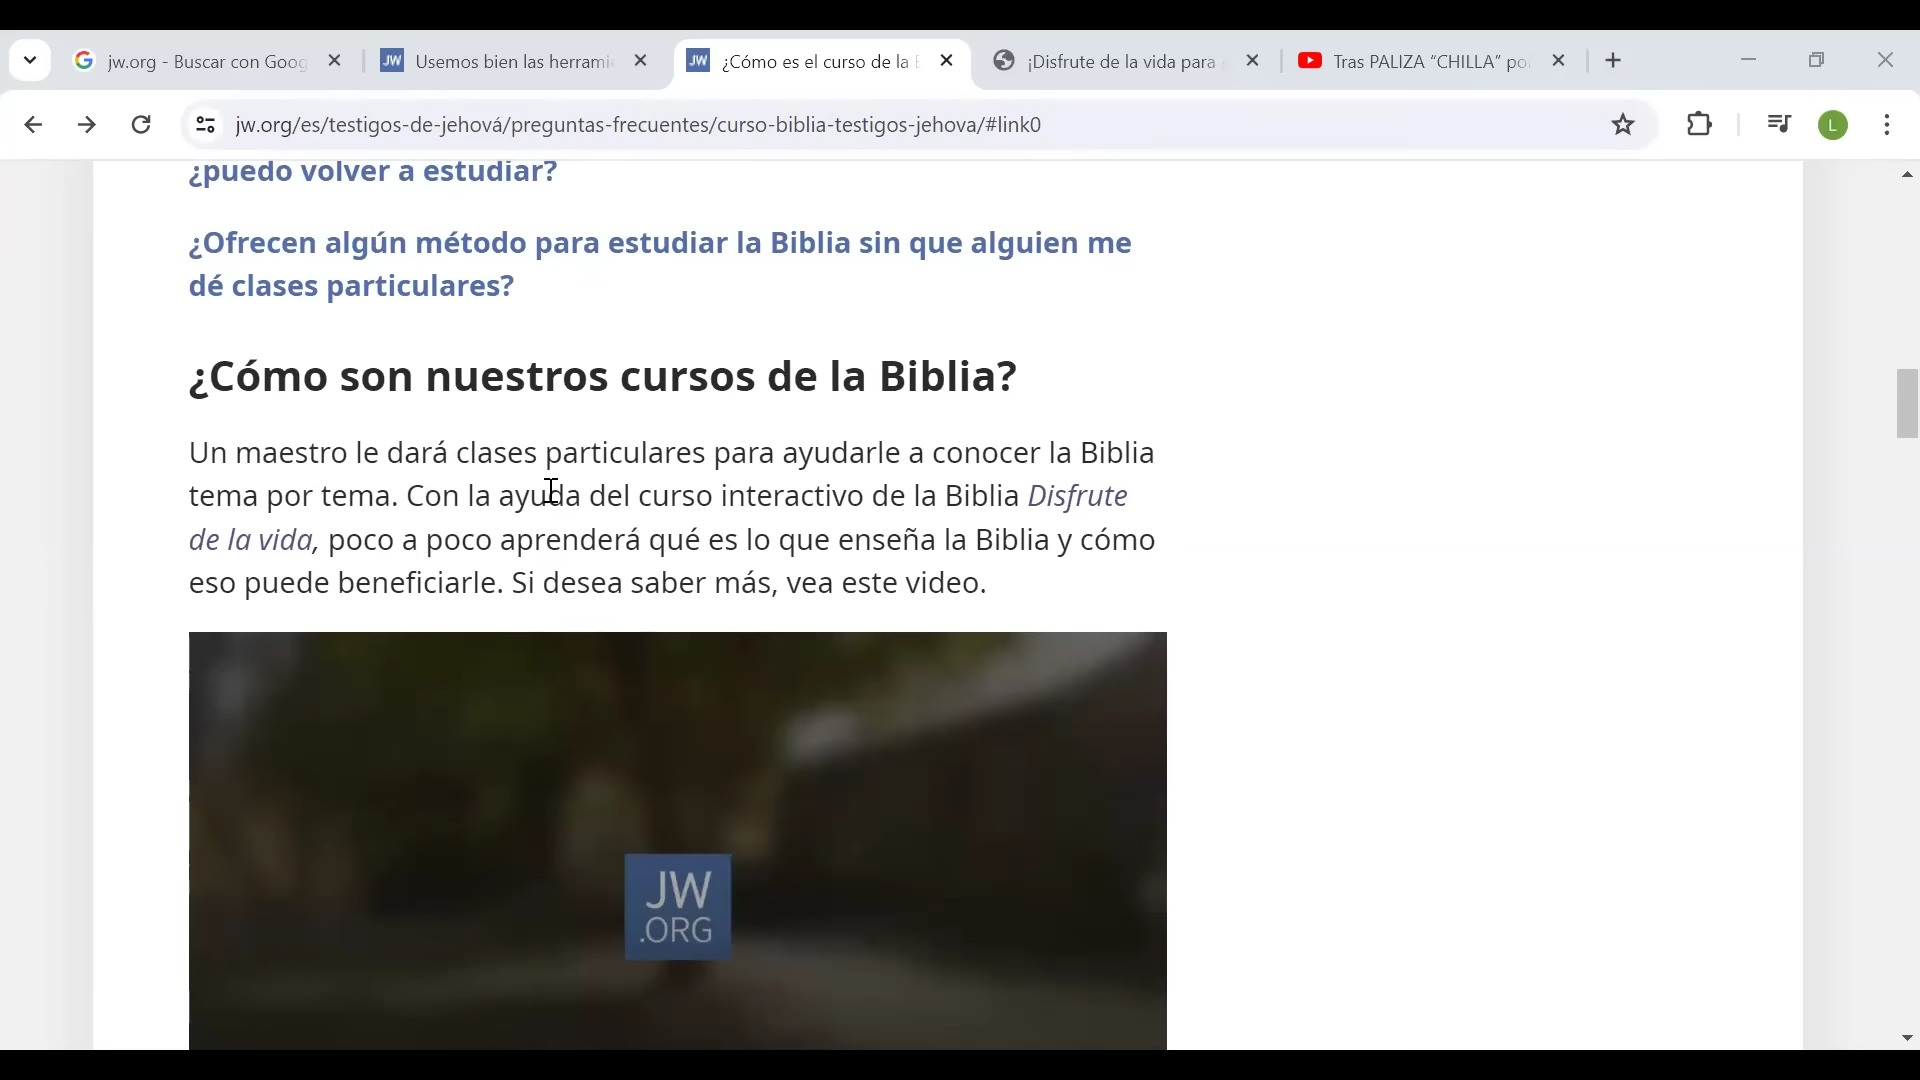 jw.org - Buscar con Goog
Usemos bien las herrami
¿Cómo es el curso de la B
¡Disfrute de la vida para s
Tras PALIZA “CHILLA” po
jw.org/es/testigos-de-jehová/preguntas-frecuentes/curso-biblia-testigos-jehova/#link0
L
¿puedo volver a estudiar?
¿Ofrecen algún método para estudiar la Biblia sin que alguien me
dé clases particulares?
¿Cómo son nuestros cursos de la Biblia?
Un maestro le dará clases particulares para ayudarle a conocer la Biblia
tema por tema. Con la ayuda del curso interactivo de la Biblia Disfrute
de la vida, poco a poco aprenderá qué es lo que enseña la Biblia y cómo
eso puede beneficiarle. Si desea saber más, vea este video.
JW
.ORG